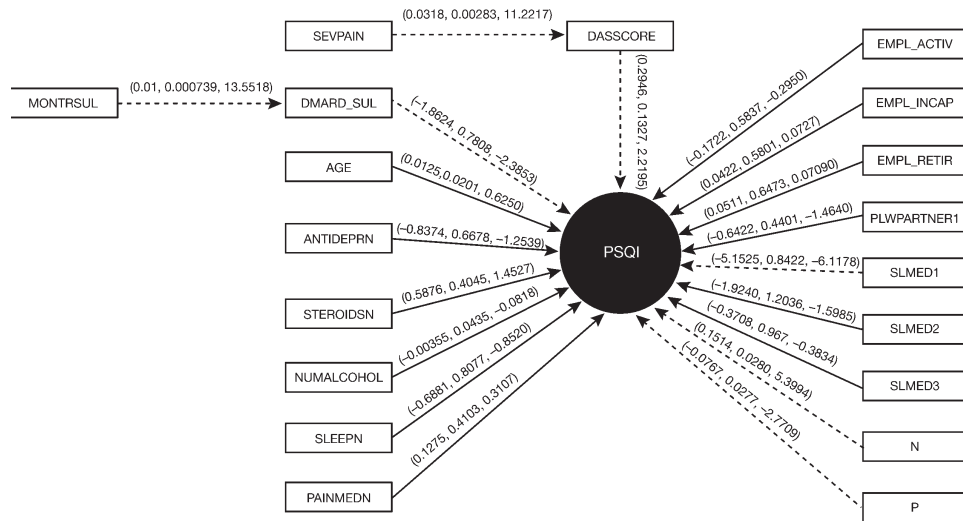 SEVPAIN
(0.0318, 0.00283, 11.2217)
DASSCORE
(0.2946, 0.1327, 2.2195)
MONTRSUL
(0.01, 0.000739, 13.5518)
DMARD_SUL
(–1.8624, 0.7808, –2.3853)
AGE
(0.0125,0.0201, 0.6250)
ANTIDEPRN
(–0.8374, 0.6678, –1.2539)
STEROIDSN
(0.5876, 0.4045, 1.4527)
NUMALCOHOL
(–0.00355, 0.0435, –0.0818)
SLEEPN
(–0.6881, 0.8077, –0.8520)
PAINMEDN
(0.1275, 0.4103, 0.3107)
PSQI
EMPL_ACTIV
(–0.1722, 0.5837, –0.2950)
EMPL_INCAP
(0.0422, 0.5801, 0.0727)
EMPL_RETIR
(0.0511, 0.6473, 0.07090)
PLWPARTNER1
(–0.6422, 0.4401, –1.4640)
SLMED1
(–5.1525, 0.8422, –6.1178)
SLMED2
(–1.9240, 1.2036, –1.5985)
SLMED3
(–0.3708, 0.967, –0.3834)
N
(0.1514, 0.0280, 5.3994)
P
(–0.0767, 0.0277, –2.7709)